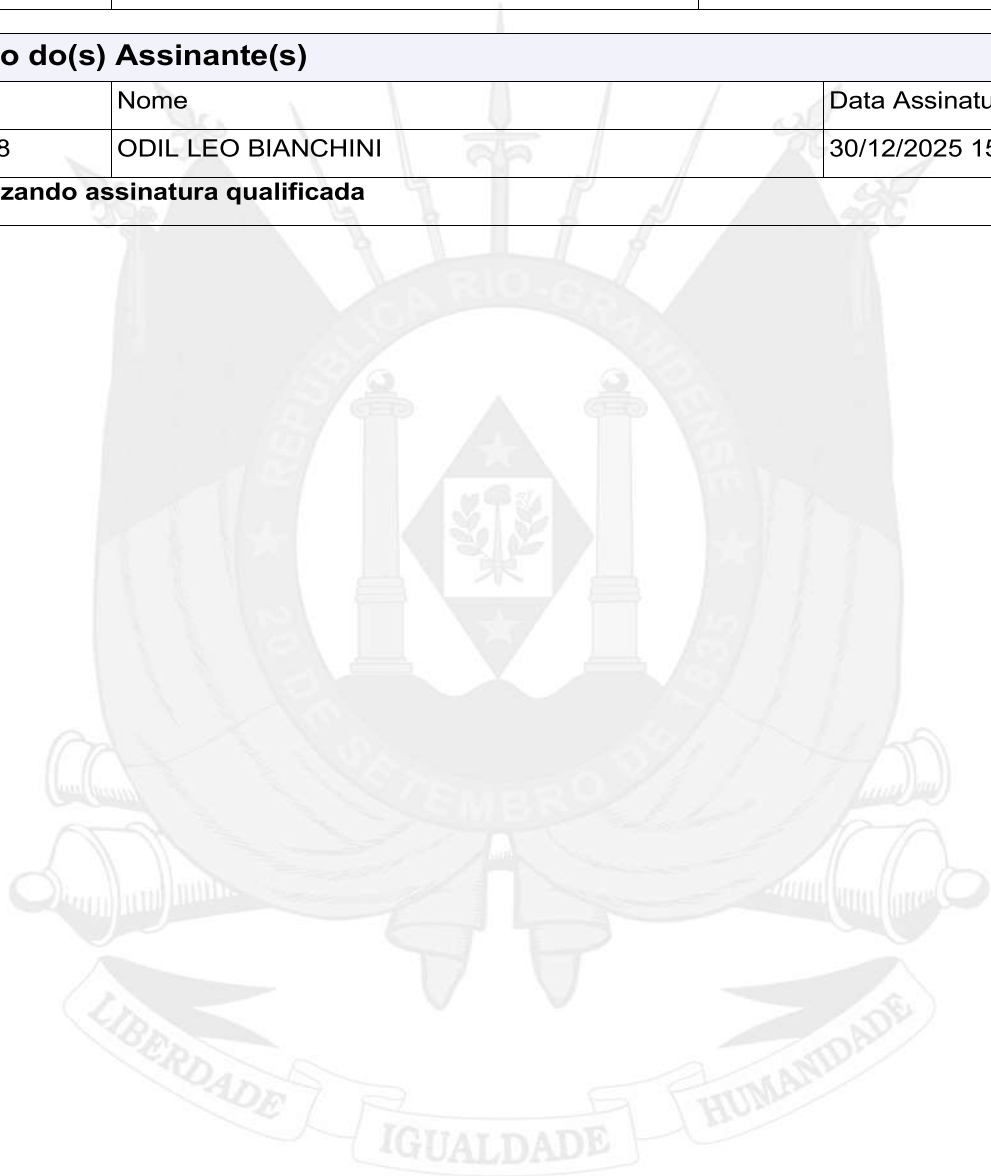 o do(s) Assinante(s)
Nome Data Assinatu
8 ODIL LEO BIANCHINI 30/12/2025 15
zando assinatura qualificada
REPÚBLICA RIO-GRANDENSE
20 DE SETEMBRO DE 1835
LIBERDADE IGUALDADE HUMANIDADE